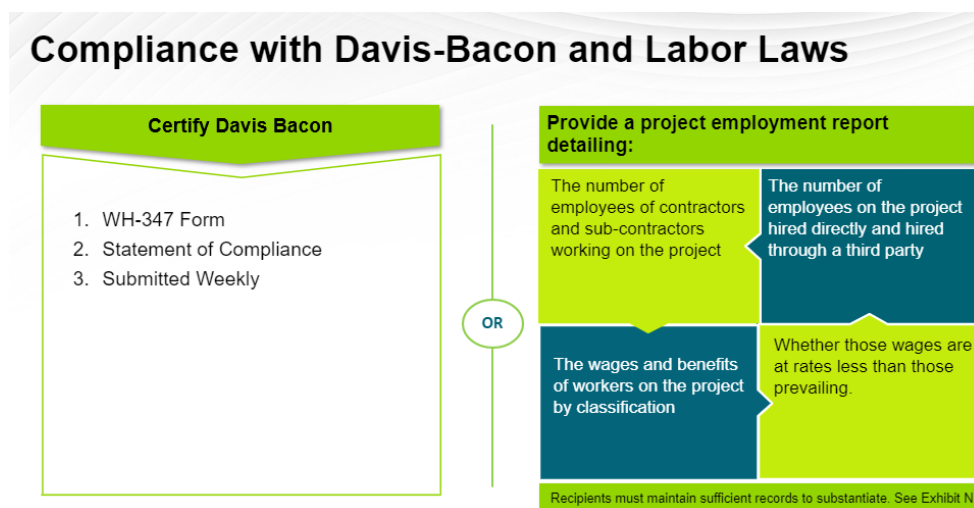 Compliance with Davis-Bacon and Labor Laws
Certify Davis Bacon
1. WH-347 Form
2. Statement of Compliance
3. Submitted Weekly
OR
Provide a project employment report
detailing:
The number of
employees of contractors
and sub-contractors
working on the project
The number of
employees on the project
hired directly and hired
through a third party
The wages and benefits
of workers on the project
by classification
Whether those wages are
at rates less than those
prevailing.
Recipients must maintain sufficient records to substantiate. See Exhibit N